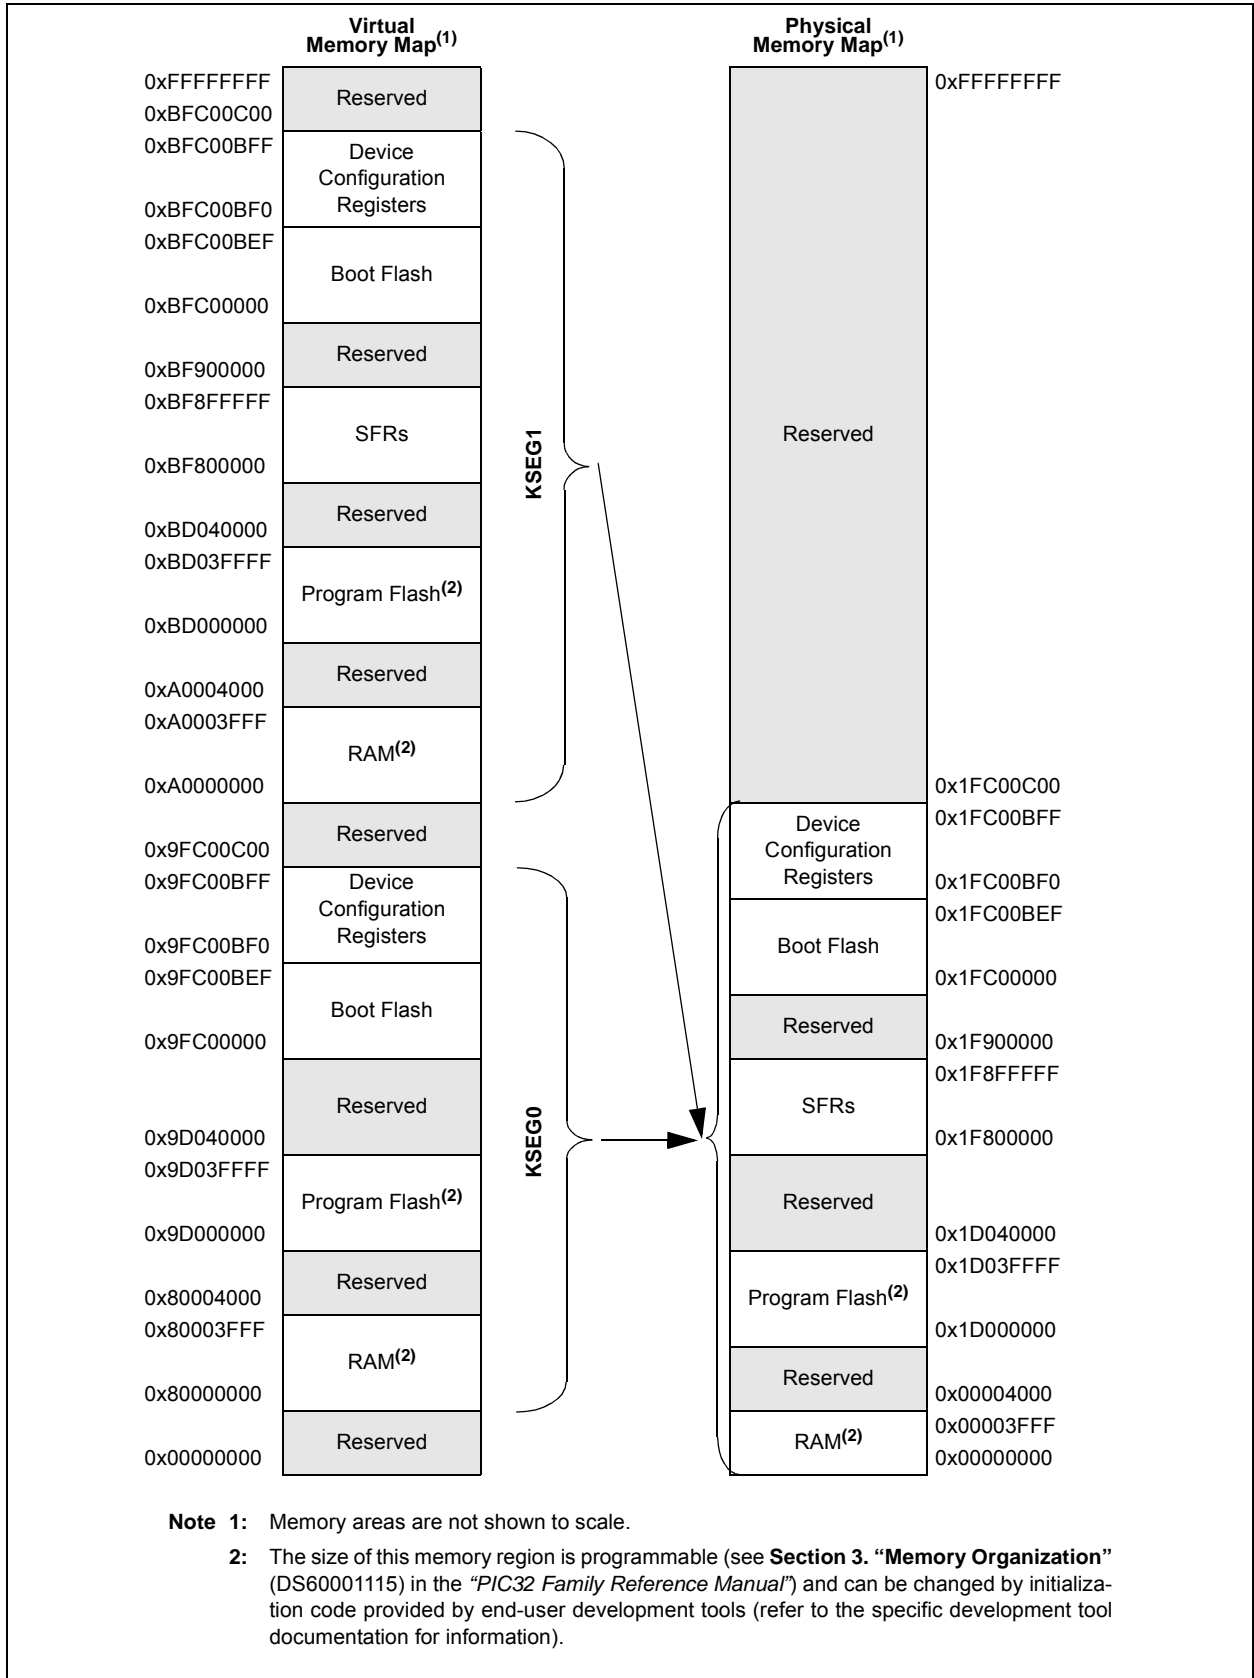 Virtual
Memory Map(1)
Physical
Memory Map(1)
0xFFFFFFFF
Reserved
0xBFC00C00
0xBFC00BFF
Device
Configuration
Registers
0xBFC00BF0
0xBFC00BEF
Boot Flash
0xBFC00000
Reserved
0xBF900000
0xBF8FFFFF
SFRs
0xBF800000
Reserved
0xBD040000
0xBD03FFFF
Program Flash(2)
0xBD000000
Reserved
0xA0004000
0xA0003FFF
RAM(2)
0xA0000000
Reserved
0x9FC00C00
0x9FC00BFF
Device
Configuration
Registers
0x9FC00BF0
0x9FC00BEF
Boot Flash
0x9FC00000
Reserved
0x9D040000
0x9D03FFFF
Program Flash(2)
0x9D000000
Reserved
0x80004000
0x80003FFF
RAM(2)
0x80000000
Reserved
0x00000000
KSEG1
KSEG0
0xFFFFFFFF
Reserved
0x1FC00C00
0x1FC00BFF
Device
Configuration
Registers
0x1FC00BF0
0x1FC00BEF
Boot Flash
0x1FC00000
Reserved
0x1F900000
0x1F8FFFFF
SFRs
0x1F800000
Reserved
0x1D040000
0x1D03FFFF
Program Flash(2)
0x1D000000
Reserved
0x00004000
0x00003FFF
RAM(2)
0x00000000
Note 1: Memory areas are not shown to scale.
2: The size of this memory region is programmable (see Section 3. “Memory Organization”
(DS60001115) in the “PIC32 Family Reference Manual”) and can be changed by initializa-
tion code provided by end-user development tools (refer to the specific development tool
documentation for information).